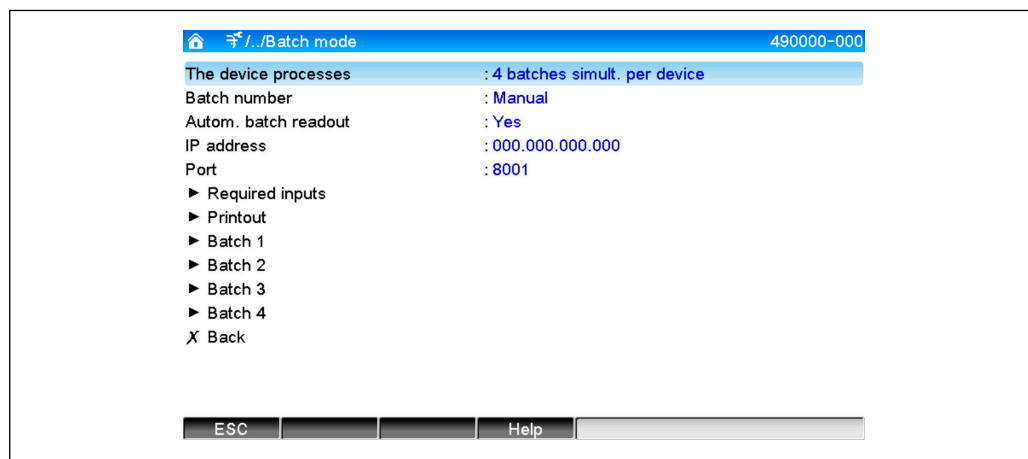 /../Batch mode 490000-000
The device processes : 4 batches simult. per device
Batch number : Manual
Autom. batch readout : Yes
IP address : 000.000.000.000
Port : 8001
► Required inputs
► Printout
► Batch 1
► Batch 2
► Batch 3
► Batch 4
X Back
ESC Help